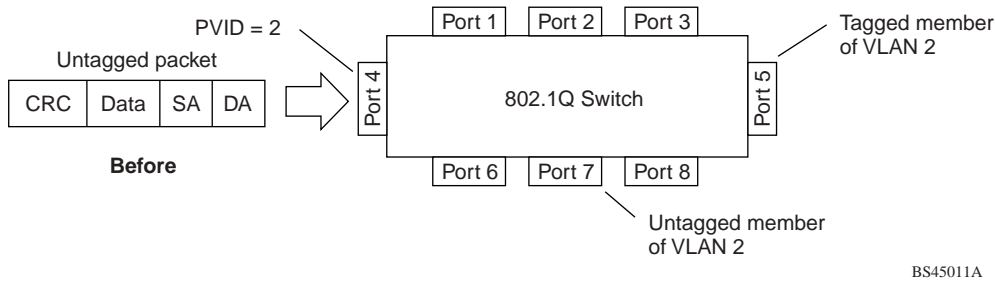 Port 1
Port 2
Port 3
Tagged member
of VLAN 2
PVID = 2
Untagged packet
CRC
Data
SA
DA
Port 4
802.1Q Switch
Port 5
Before
Port 6
Port 7
Port 8
Untagged member
of VLAN 2
BS45011A